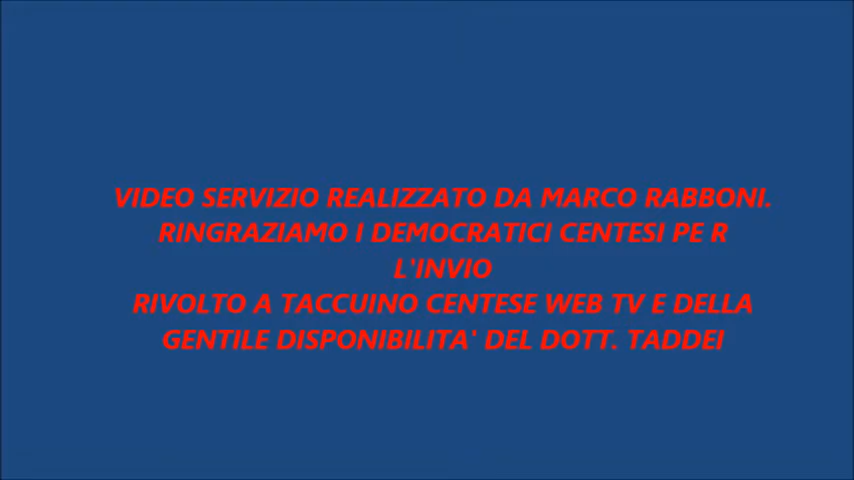 VIDEO SERVIZIO REALIZZATO DA MARCO RABBONI.
RINGRAZIAMO I DEMOCRATICI CENTESI PE R
L'INVIO
RIVOLTO A TACCUINO CENTESE WEB TV E DELLA
GENTILE DISPONIBILITA' DEL DOTT. TADDEI